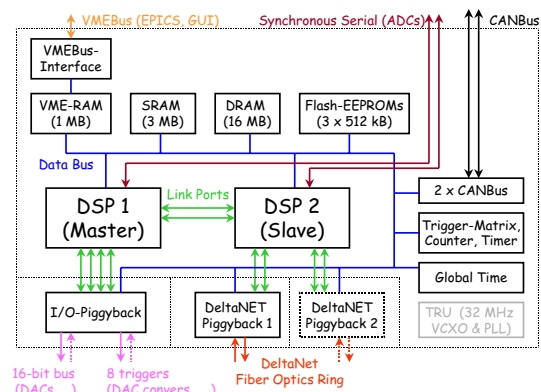 VMEBus (EPICS, GUI)
Synchronous Serial (ADCs)
CANBus
VMEBus-
Interface
VME-RAM
(1 MB)
SRAM
(3 MB)
DRAM
(16 MB)
Flash-EEPROMs
(3 x 512 kB)
Data Bus
DSP 1
(Master)
Link Ports
DSP 2
(Slave)
2 x CANBus
Trigger-Matrix,
Counter, Timer
Global Time
I/O-Piggyback
DeltaNET
Piggyback 1
DeltaNET
Piggyback 2
TRU (32 MHz
VCXO & PLL)
16-bit bus
(DACs, ...)
8 triggers
(DAC convers., ...)
DeltaNet
Fiber Optics Ring